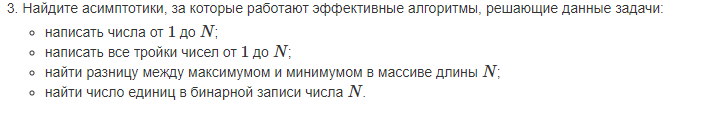 3. Найдите асимптотики, за которые работают эффективные алгоритмы, решающие данные задачи:
◦ написать числа от 1 до N;
◦ написать все тройки чисел от 1 до N;
◦ найти разницу между максимумом и минимумом в массиве длины N;
◦ найти число единиц в бинарной записи числа N.